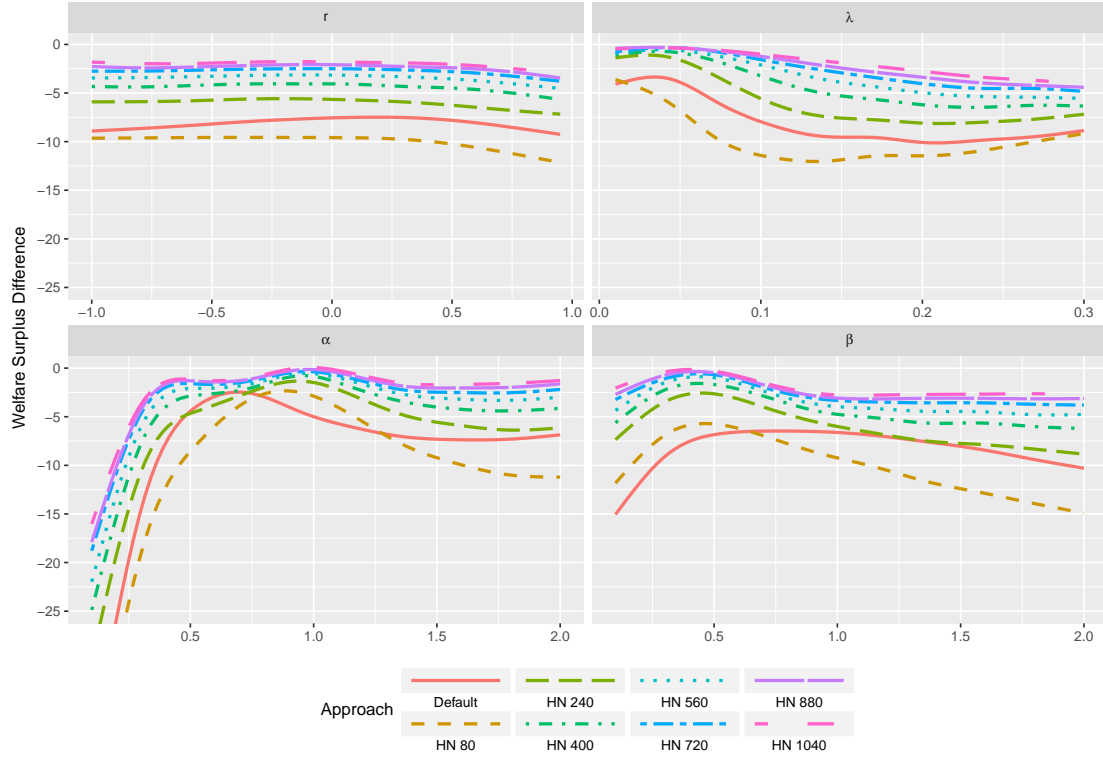 r λ
0
−5
−10
−15
−20
−25
−1.0 −0.5 0.0 0.5 1.0 0.0 0.1 0.2 0.3
α β
0
−5
−10
−15
−20
−25
0.5 1.0 1.5 2.0 0.5 1.0 1.5 2.0
Welfare Surplus Difference
Approach
Default HN 240 HN 560 HN 880
HN 80 HN 400 HN 720 HN 1040